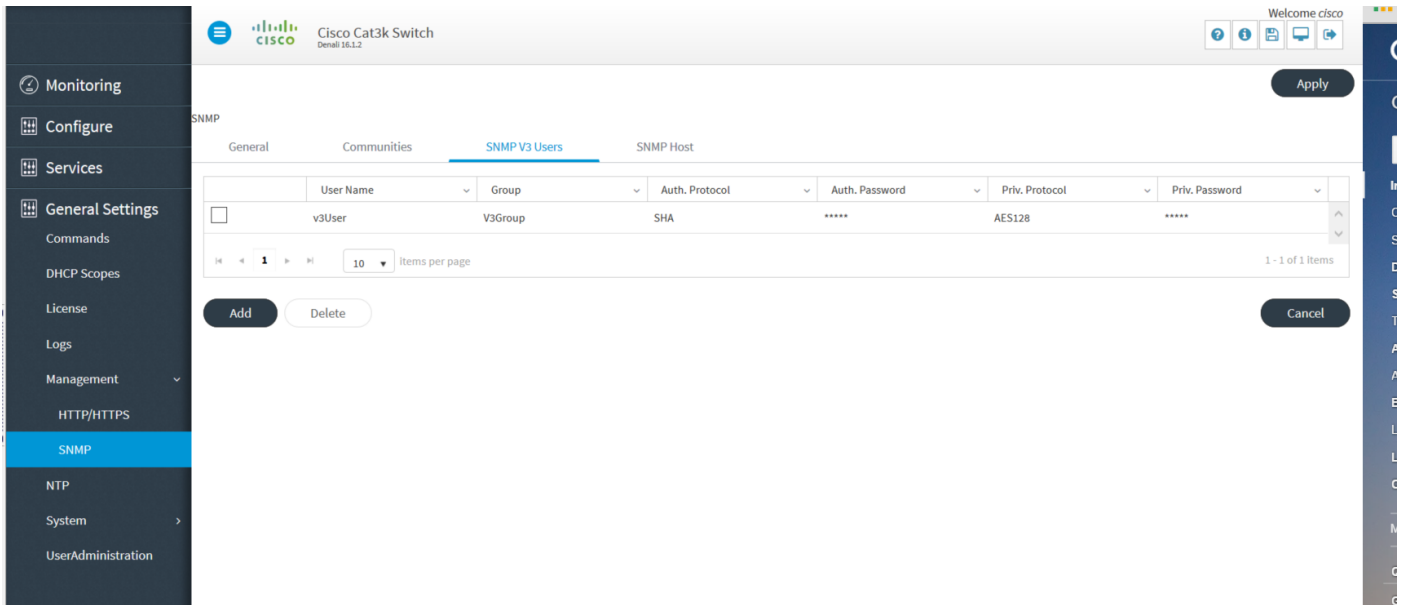 Welcome cisco
CISCO
Cisco Cat3k Switch
Denali 16.1.2
Monitoring
Configure
Services
General Settings
Commands
DHCP Scopes
License
Logs
Management
HTTP/HTTPS
SNMP
NTP
System
UserAdministration
Apply
SNMP
General Communities SNMP V3 Users SNMP Host
User Name Group Auth. Protocol Auth. Password Priv. Protocol Priv. Password
v3User V3Group SHA ***** AES128 *****
1 10 items per page 1 - 1 of 1 items
Add Delete Cancel